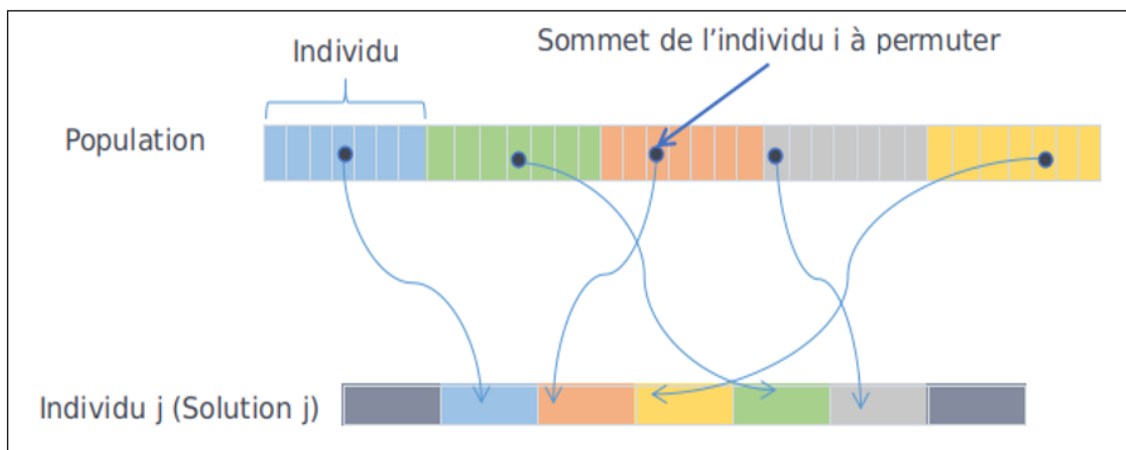 Sommet de l'individu i à permuter
Individu
Population
Individu j (Solution j)